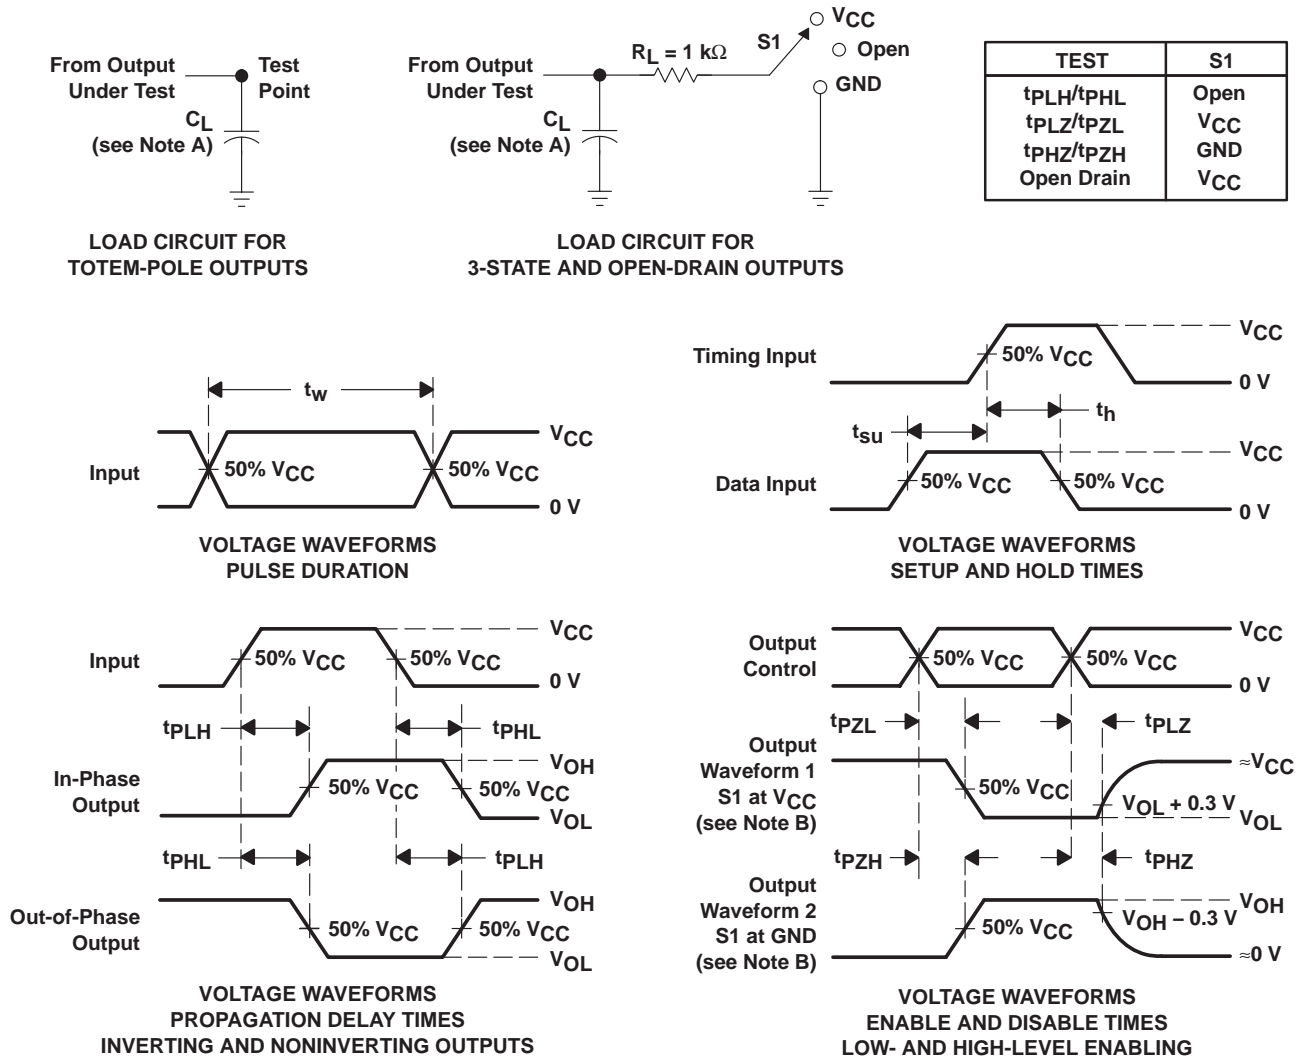 From Output
Under Test
Test
Point
CL
(see Note A)
LOAD CIRCUIT FOR
TOTEM-POLE OUTPUTS
From Output
Under Test
RL = 1 kΩ
S1
VCC
Open
GND
CL
(see Note A)
LOAD CIRCUIT FOR
3-STATE AND OPEN-DRAIN OUTPUTS
TEST S1
tPLH/tPHL Open
tPLZ/tPZL VCC
tPHZ/tPZH GND
Open Drain VCC
tw
Input
50% VCC
50% VCC
VCC
0 V
VOLTAGE WAVEFORMS
PULSE DURATION
Timing Input
50% VCC
VCC
0 V
tsu
th
Data Input
50% VCC
50% VCC
VCC
0 V
VOLTAGE WAVEFORMS
SETUP AND HOLD TIMES
Input
50% VCC
50% VCC
VCC
0 V
tPLH
tPHL
In-Phase
Output
50% VCC
50% VCC
VOH
VOL
tPHL
tPLH
Out-of-Phase
Output
50% VCC
50% VCC
VOH
VOL
VOLTAGE WAVEFORMS
PROPAGATION DELAY TIMES
INVERTING AND NONINVERTING OUTPUTS
Output
Control
50% VCC
50% VCC
VCC
0 V
tPZL
tPLZ
Output
Waveform 1
S1 at VCC
(see Note B)
50% VCC
≈VCC
VOL + 0.3 V
VOL
tPZH
tPHZ
Output
Waveform 2
S1 at GND
(see Note B)
50% VCC
VOH
VOH – 0.3 V
≈0 V
VOLTAGE WAVEFORMS
ENABLE AND DISABLE TIMES
LOW- AND HIGH-LEVEL ENABLING